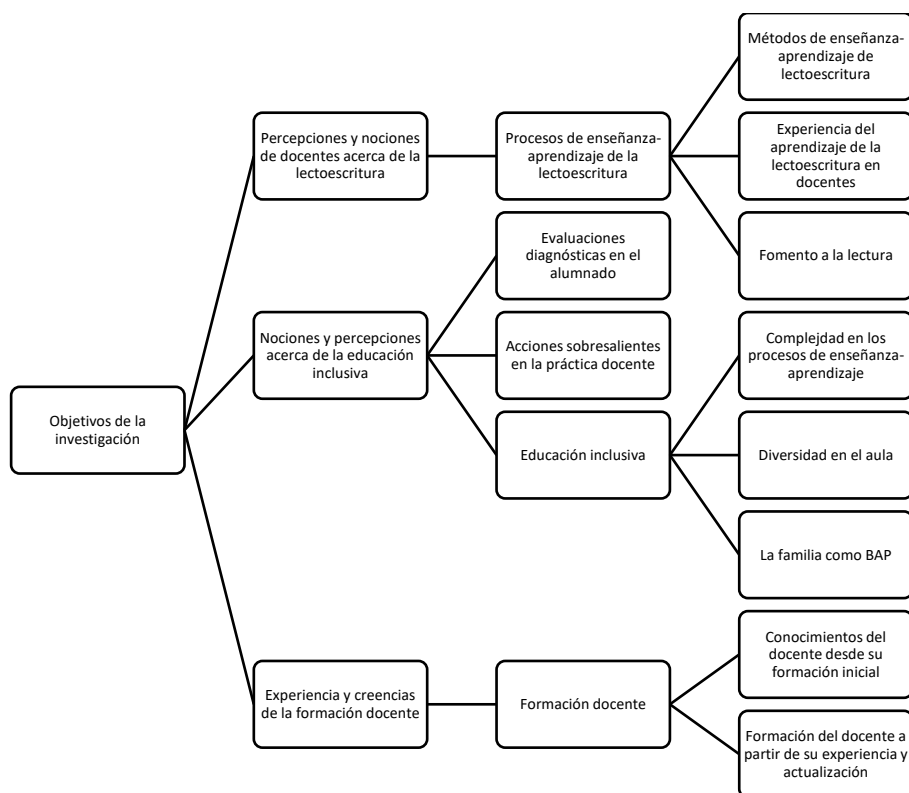 Objetivos de la
investigación
Percepciones y nociones
de docentes acerca de la
lectoescritura
Procesos de enseñanza-
aprendizaje de la
lectoescritura
Métodos de enseñanza-
aprendizaje de
lectoescritura
Experiencia del
aprendizaje de la
lectoescritura en
docentes
Fomento a la lectura
Nociones y percepciones
acerca de la educación
inclusiva
Evaluaciones
diagnósticas en el
alumnado
Acciones sobresalientes
en la práctica docente
Educación inclusiva
Complejdad en los
procesos de enseñanza-
aprendizaje
Diversidad en el aula
La familia como BAP
Experiencia y creencias
de la formación docente
Formación docente
Conocimientos del
docente desde su
formación inicial
Formación del docente a
partir de su experiencia y
actualización